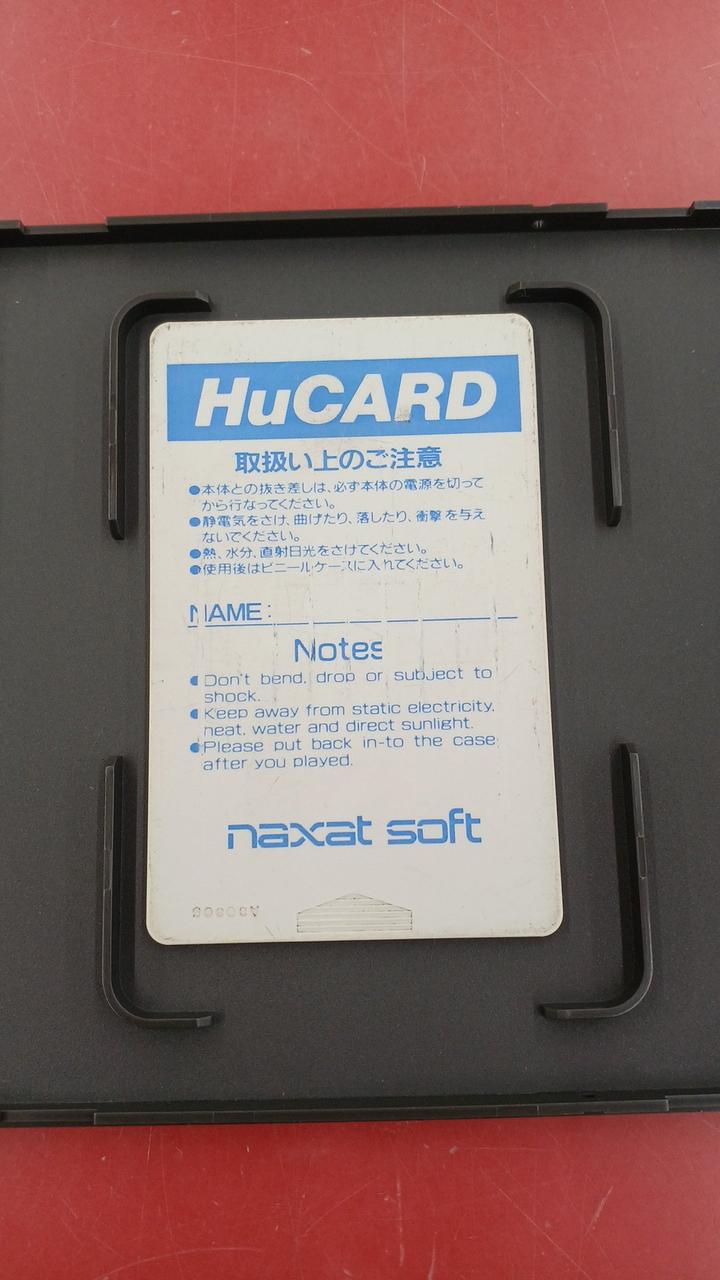 HuCARD
取扱い上のご注意
●本体との抜き差しは、必ず本体の電源を切って
から行なってください。
●静電気をさけ、曲げたり、落したり、衝撃を与え
ないでください。
●熱、水分、直射日光をさけてください。
●使用後はビニールケースに入れてください。
NAME:
Notes
●Don't bend, drop or subject to
shock.
●Keep away from static electricity,
heat, water and direct sunlight.
●Please put back in-to the case
after you played.
naxat soft